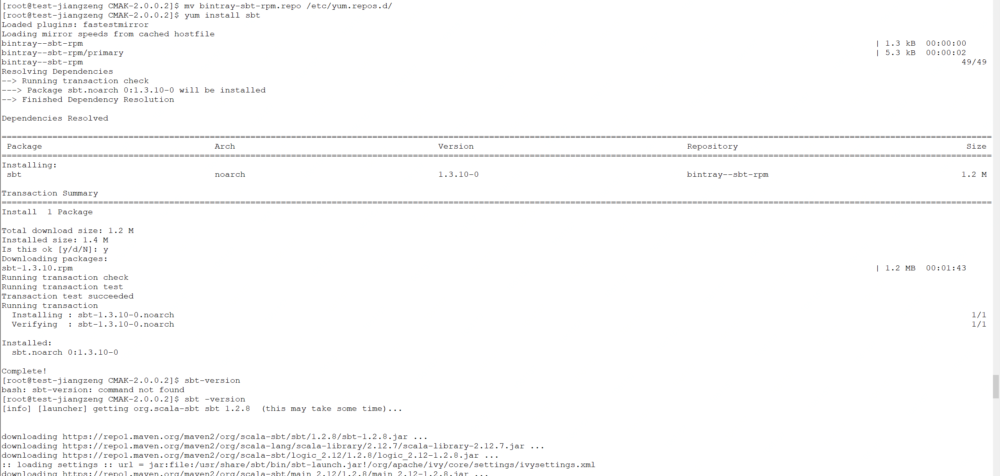 [root@test-jiangzeng CMAK-2.0.0.2]$ mv bintray-sbt-rpm.repo /etc/yum.repos.d/
[root@test-jiangzeng CMAK-2.0.0.2]$ yum install sbt
Loaded plugins: fastestmirror
Loading mirror speeds from cached hostfile
bintray--sbt-rpm | 1.3 kB 00:00:00
bintray--sbt-rpm/primary | 5.3 kB 00:00:02
bintray--sbt-rpm 49/49
Resolving Dependencies
--> Running transaction check
---> Package sbt.noarch 0:1.3.10-0 will be installed
--> Finished Dependency Resolution
Dependencies Resolved
Package Arch Version Repository Size
Installing:
sbt noarch 1.3.10-0 bintray--sbt-rpm 1.2 M
Transaction Summary
Install 1 Package
Total download size: 1.2 M
Installed size: 1.4 M
Is this ok [y/d/N]: y
Downloading packages:
sbt-1.3.10.rpm | 1.2 MB 00:01:43
Running transaction check
Running transaction test
Transaction test succeeded
Running transaction
Installing : sbt-1.3.10-0.noarch 1/1
Verifying : sbt-1.3.10-0.noarch 1/1
Installed:
sbt.noarch 0:1.3.10-0
Complete!
[root@test-jiangzeng CMAK-2.0.0.2]$ sbt-version
bash: sbt-version: command not found
[root@test-jiangzeng CMAK-2.0.0.2]$ sbt -version
[info] [launcher] getting org.scala-sbt sbt 1.2.8 (this may take some time)...
downloading https://repo1.maven.org/maven2/org/scala-sbt/sbt/1.2.8/sbt-1.2.8.jar ...
downloading https://repo1.maven.org/maven2/org/scala-lang/scala-library/2.12.7/scala-library-2.12.7.jar ...
downloading https://repo1.maven.org/maven2/org/scala-sbt/logic_2.12/1.2.8/logic_2.12-1.2.8.jar ...
:: loading settings :: url = jar:file:/usr/share/sbt/bin/sbt-launch.jar!/org/apache/ivy/core/settings/ivysettings.xml
downloading https://repo1.maven.org/maven2/org/scala-sbt/main_2.12/1.2.8/main_2.12-1.2.8.jar ...